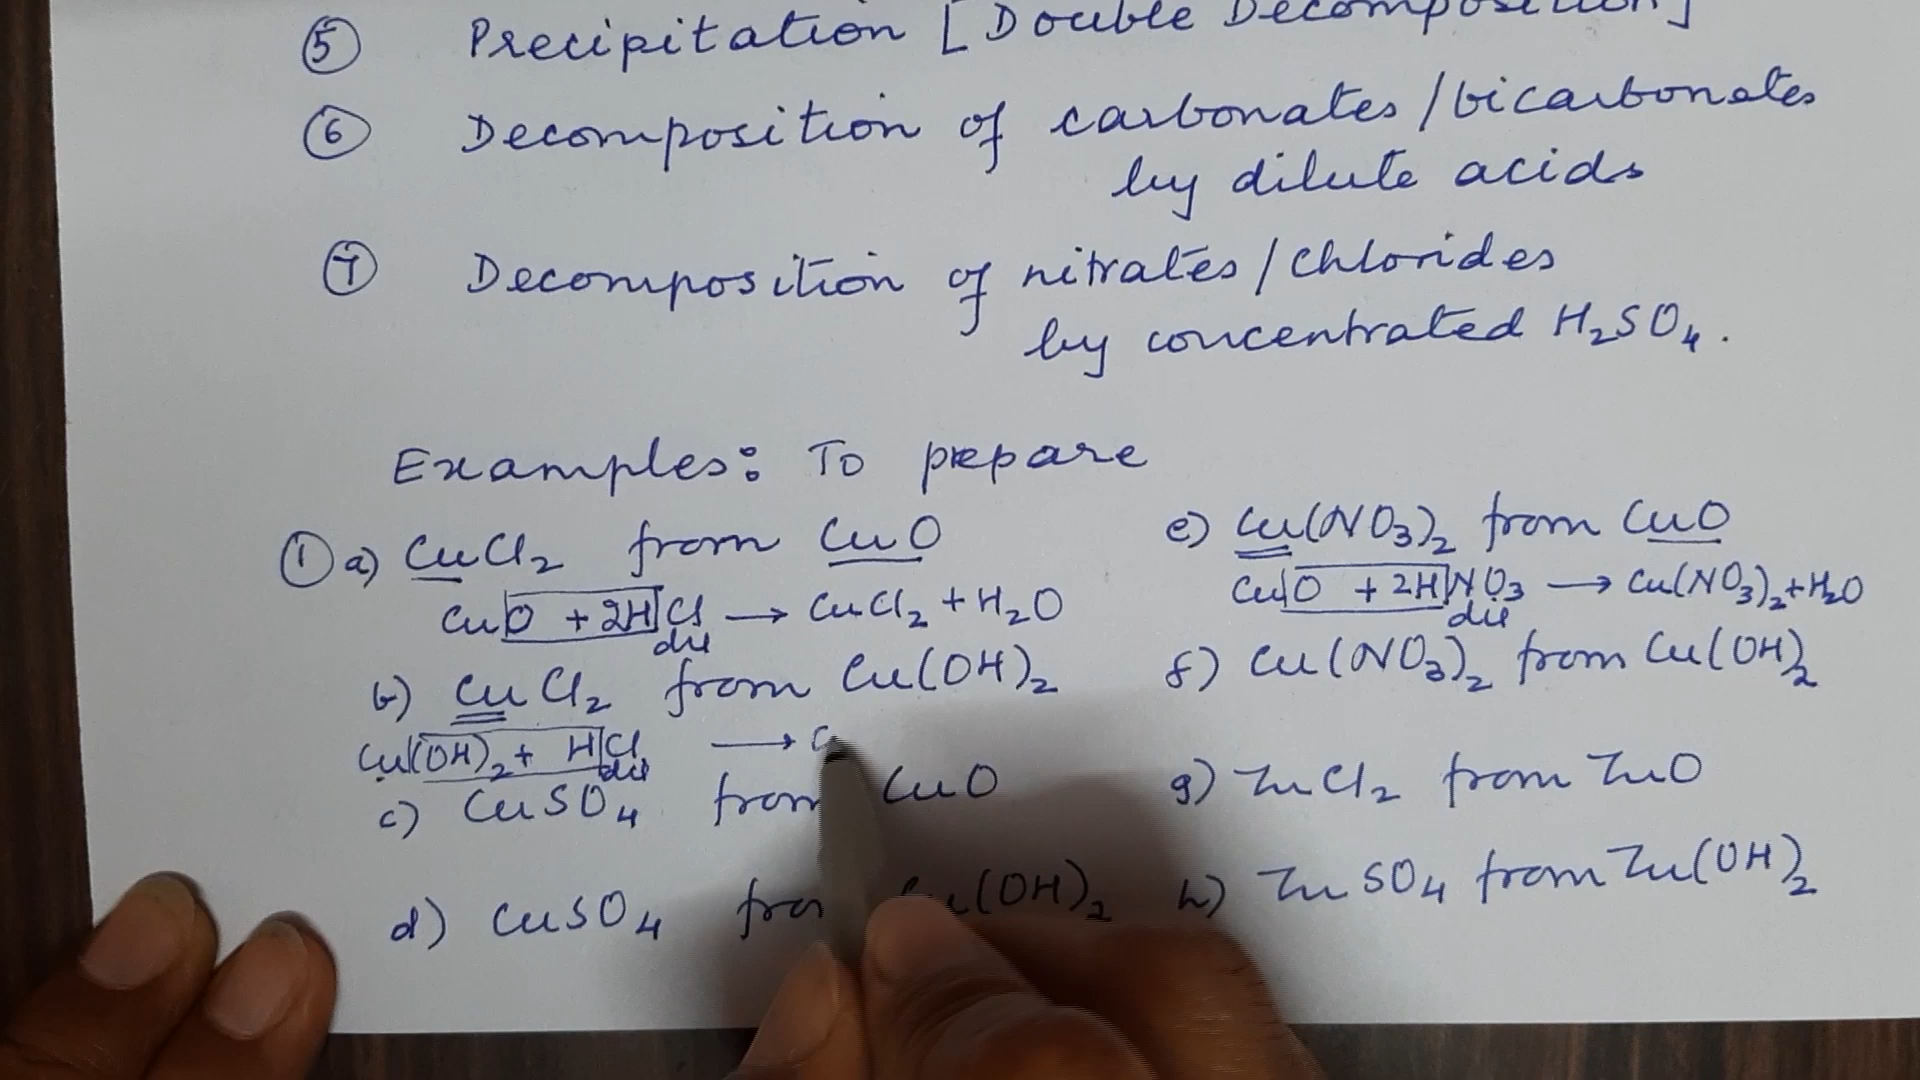 ⑤ Precipitation [Double Decomposition]
⑥ Decomposition of carbonates/bicarbonates
by dilute acids
⑦ Decomposition of nitrates/chlorides
by concentrated H₂SO₄.
Examples: To prepare
① a) CuCl₂ from CuO
CuO + 2HCl → CuCl₂ + H₂O
dil
b) CuCl₂ from Cu(OH)₂
Cu(OH)₂ + HCl → C
dil
c) CuSO₄ from CuO
d) CuSO₄ Cu(OH)₂
e) Cu(NO₃)₂ from CuO
CuO + 2HNO₃ → Cu(NO₃)₂ + H₂O
dil
f) Cu(NO₃)₂ from Cu(OH)₂
g) ZnCl₂ from ZnO
h) ZnSO₄ from Zn(OH)₂